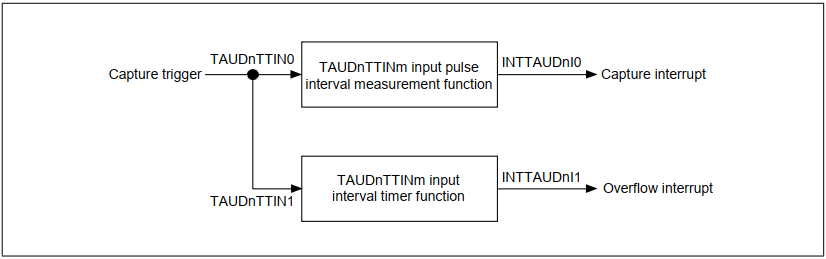 TAUDnTTIN0
Capture trigger
TAUDnTTINm input pulse
interval measurement function
INTTAUDnI0
Capture interrupt
TAUDnTTIN1
TAUDnTTINm input
interval timer function
INTTAUDnI1
Overflow interrupt